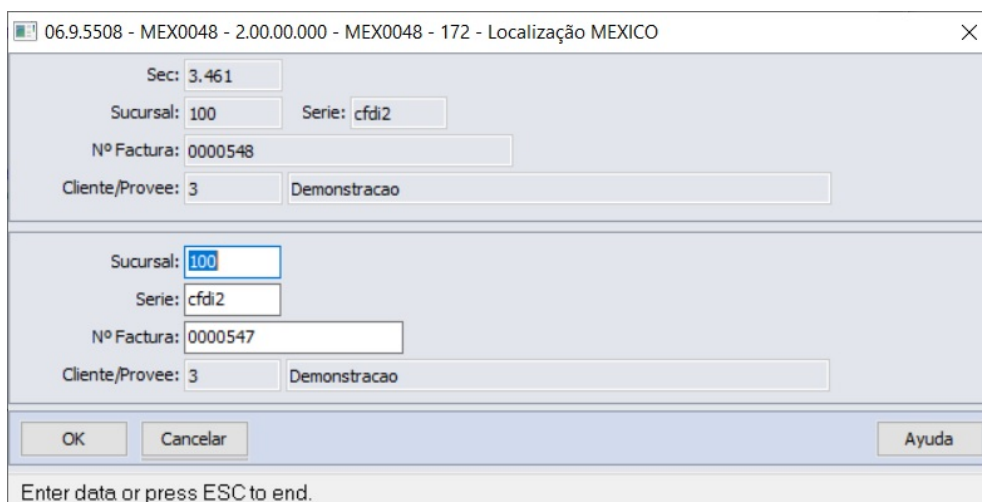 06.9.5508 - MEX0048 - 2.00.00.000 - MEX0048 - 172 - Localização MEXICO
Sec: 3.461
Sucursal: 100 Serie: cfdi2
Nº Factura: 0000548
Cliente/Provee: 3 Demonstracao
Sucursal: 100
Serie: cfdi2
Nº Factura: 0000547
Cliente/Provee: 3 Demonstracao
OK Cancelar Ayuda
Enter data or press ESC to end.